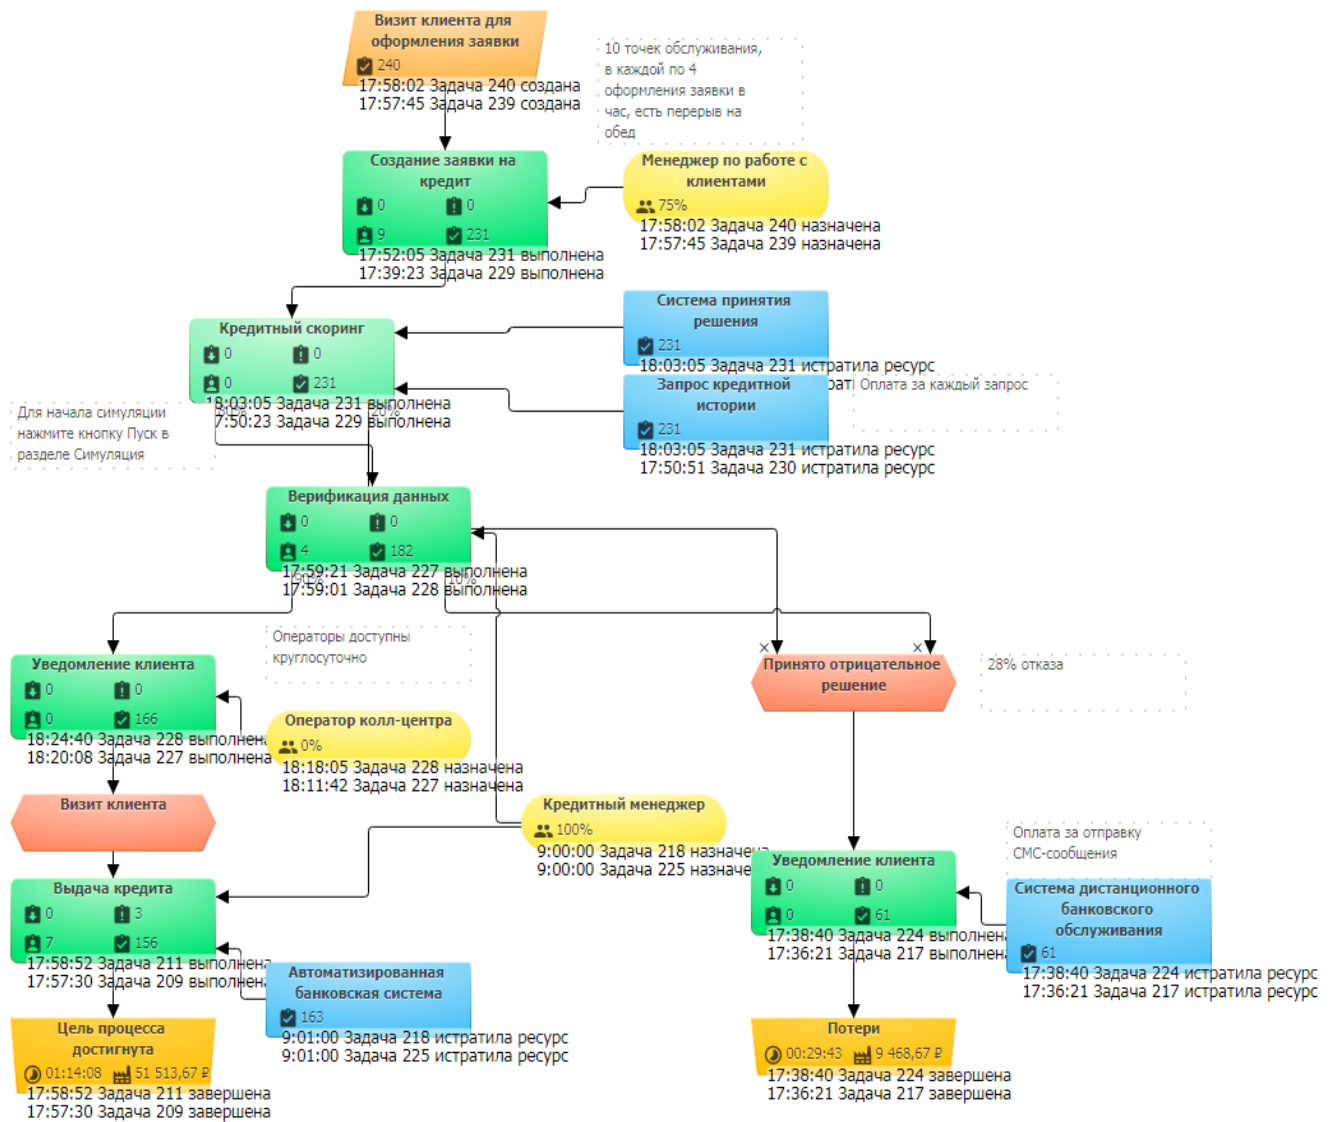 Визит клиента для
оформления заявки
240
17:58:02 Задача 240 создана
17:57:45 Задача 239 создана
10 точек обслуживания,
в каждой по 4
оформления заявки в
час, есть перерыв на
обед
Создание заявки на
кредит
0 0
9 231
17:52:05 Задача 231 выполнена
17:39:23 Задача 229 выполнена
Менеджер по работе с
клиентами
75%
17:58:02 Задача 240 назначена
17:57:45 Задача 239 назначена
Кредитный скоринг
0 0
0 231
18:03:05 Задача 231 выполнена
7:50:23 Задача 229 выполнена
80% 20%
Система принятия
решения
231
18:03:05 Задача 231 истратила ресурс
Запрос кредитной
истории
231
18:03:05 Задача 231 истратила ресурс
17:50:51 Задача 230 истратила ресурс
Оплата за каждый запрос
Для начала симуляции
нажмите кнопку Пуск в
разделе Симуляция
Верификация данных
0 0
4 182
17:59:21 Задача 227 выполнена
17:59:01 Задача 228 выполнена
90% 10%
Операторы доступны
круглосуточно
Уведомление клиента
0 0
0 166
18:24:40 Задача 228 выполнена
18:20:08 Задача 227 выполнена
Оператор колл-центра
0%
18:18:05 Задача 228 назначена
18:11:42 Задача 227 назначена
Принято отрицательное
решение
28% отказа
Визит клиента
Кредитный менеджер
100%
9:00:00 Задача 218 назначена
9:00:00 Задача 225 назначе
Уведомление клиента
0 0
0 61
17:38:40 Задача 224 выполнена
17:36:21 Задача 217 выполнена
Оплата за отправку
СМС-сообщения
Система дистанционного
банковского
обслуживания
61
17:38:40 Задача 224 истратила ресурс
17:36:21 Задача 217 истратила ресурс
Выдача кредита
0 3
7 156
17:58:52 Задача 211 выполнена
17:57:30 Задача 209 выполнена
Автоматизированная
банковская система
163
9:01:00 Задача 218 истратила ресурс
9:01:00 Задача 225 истратила ресурс
Цель процесса
достигнута
01:14:08 51 513,67 ₽
17:58:52 Задача 211 завершена
17:57:30 Задача 209 завершена
Потери
00:29:43 9 468,67 ₽
17:38:40 Задача 224 завершена
17:36:21 Задача 217 завершена